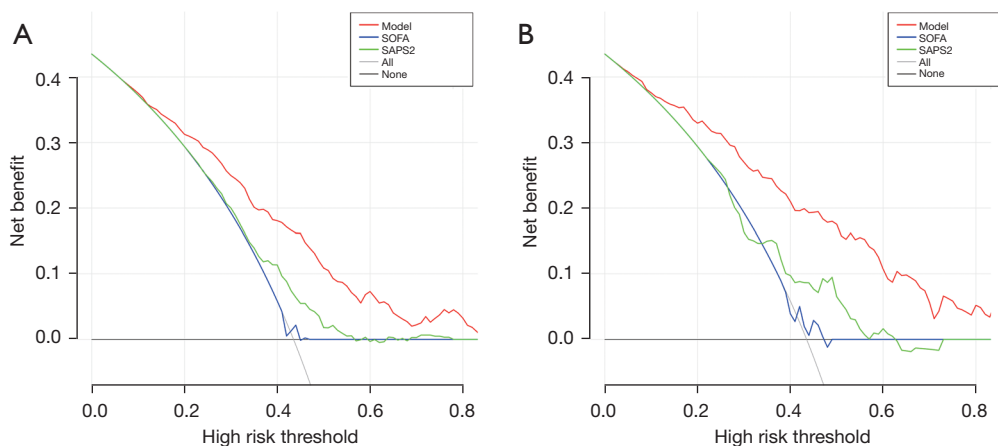 A
Model
SOFA
SAPS2
All
None
Net benefit
0.4
0.3
0.2
0.1
0.0
0.0 0.2 0.4 0.6 0.8
High risk threshold
B
Model
SOFA
SAPS2
All
None
Net benefit
0.4
0.3
0.2
0.1
0.0
0.0 0.2 0.4 0.6 0.8
High risk threshold